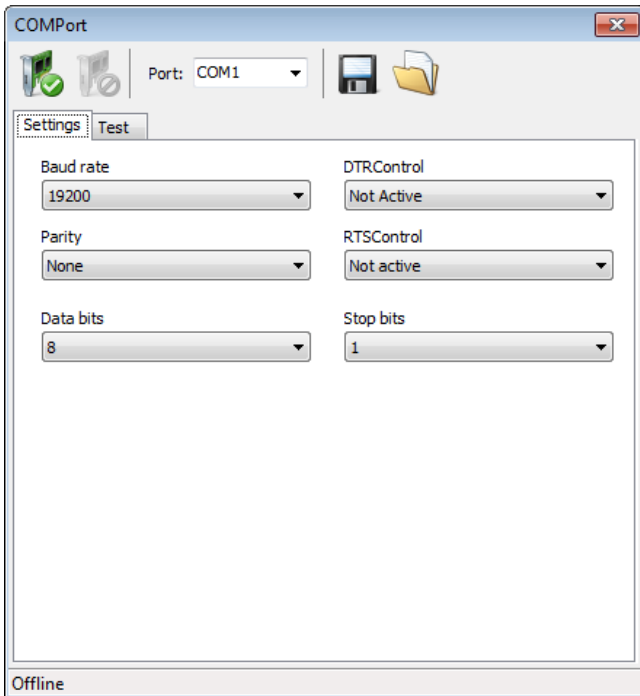 COMPort
Port: COM1
Settings Test
Baud rate DTRControl
19200 Not Active
Parity RTSControl
None Not active
Data bits Stop bits
8 1
Offline